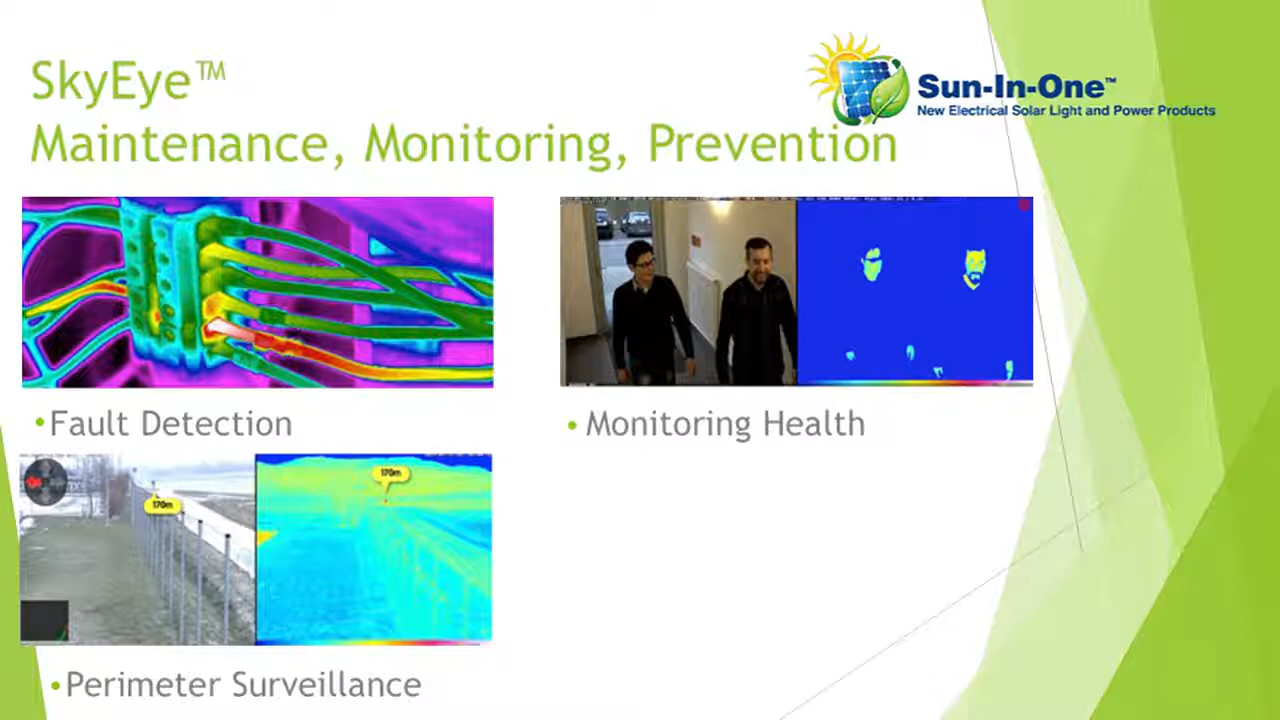 SkyEye™
Maintenance, Monitoring, Prevention
Sun-In-One™
New Electrical Solar Light and Power Products
•Fault Detection
• Monitoring Health
170m
170m
•Perimeter Surveillance